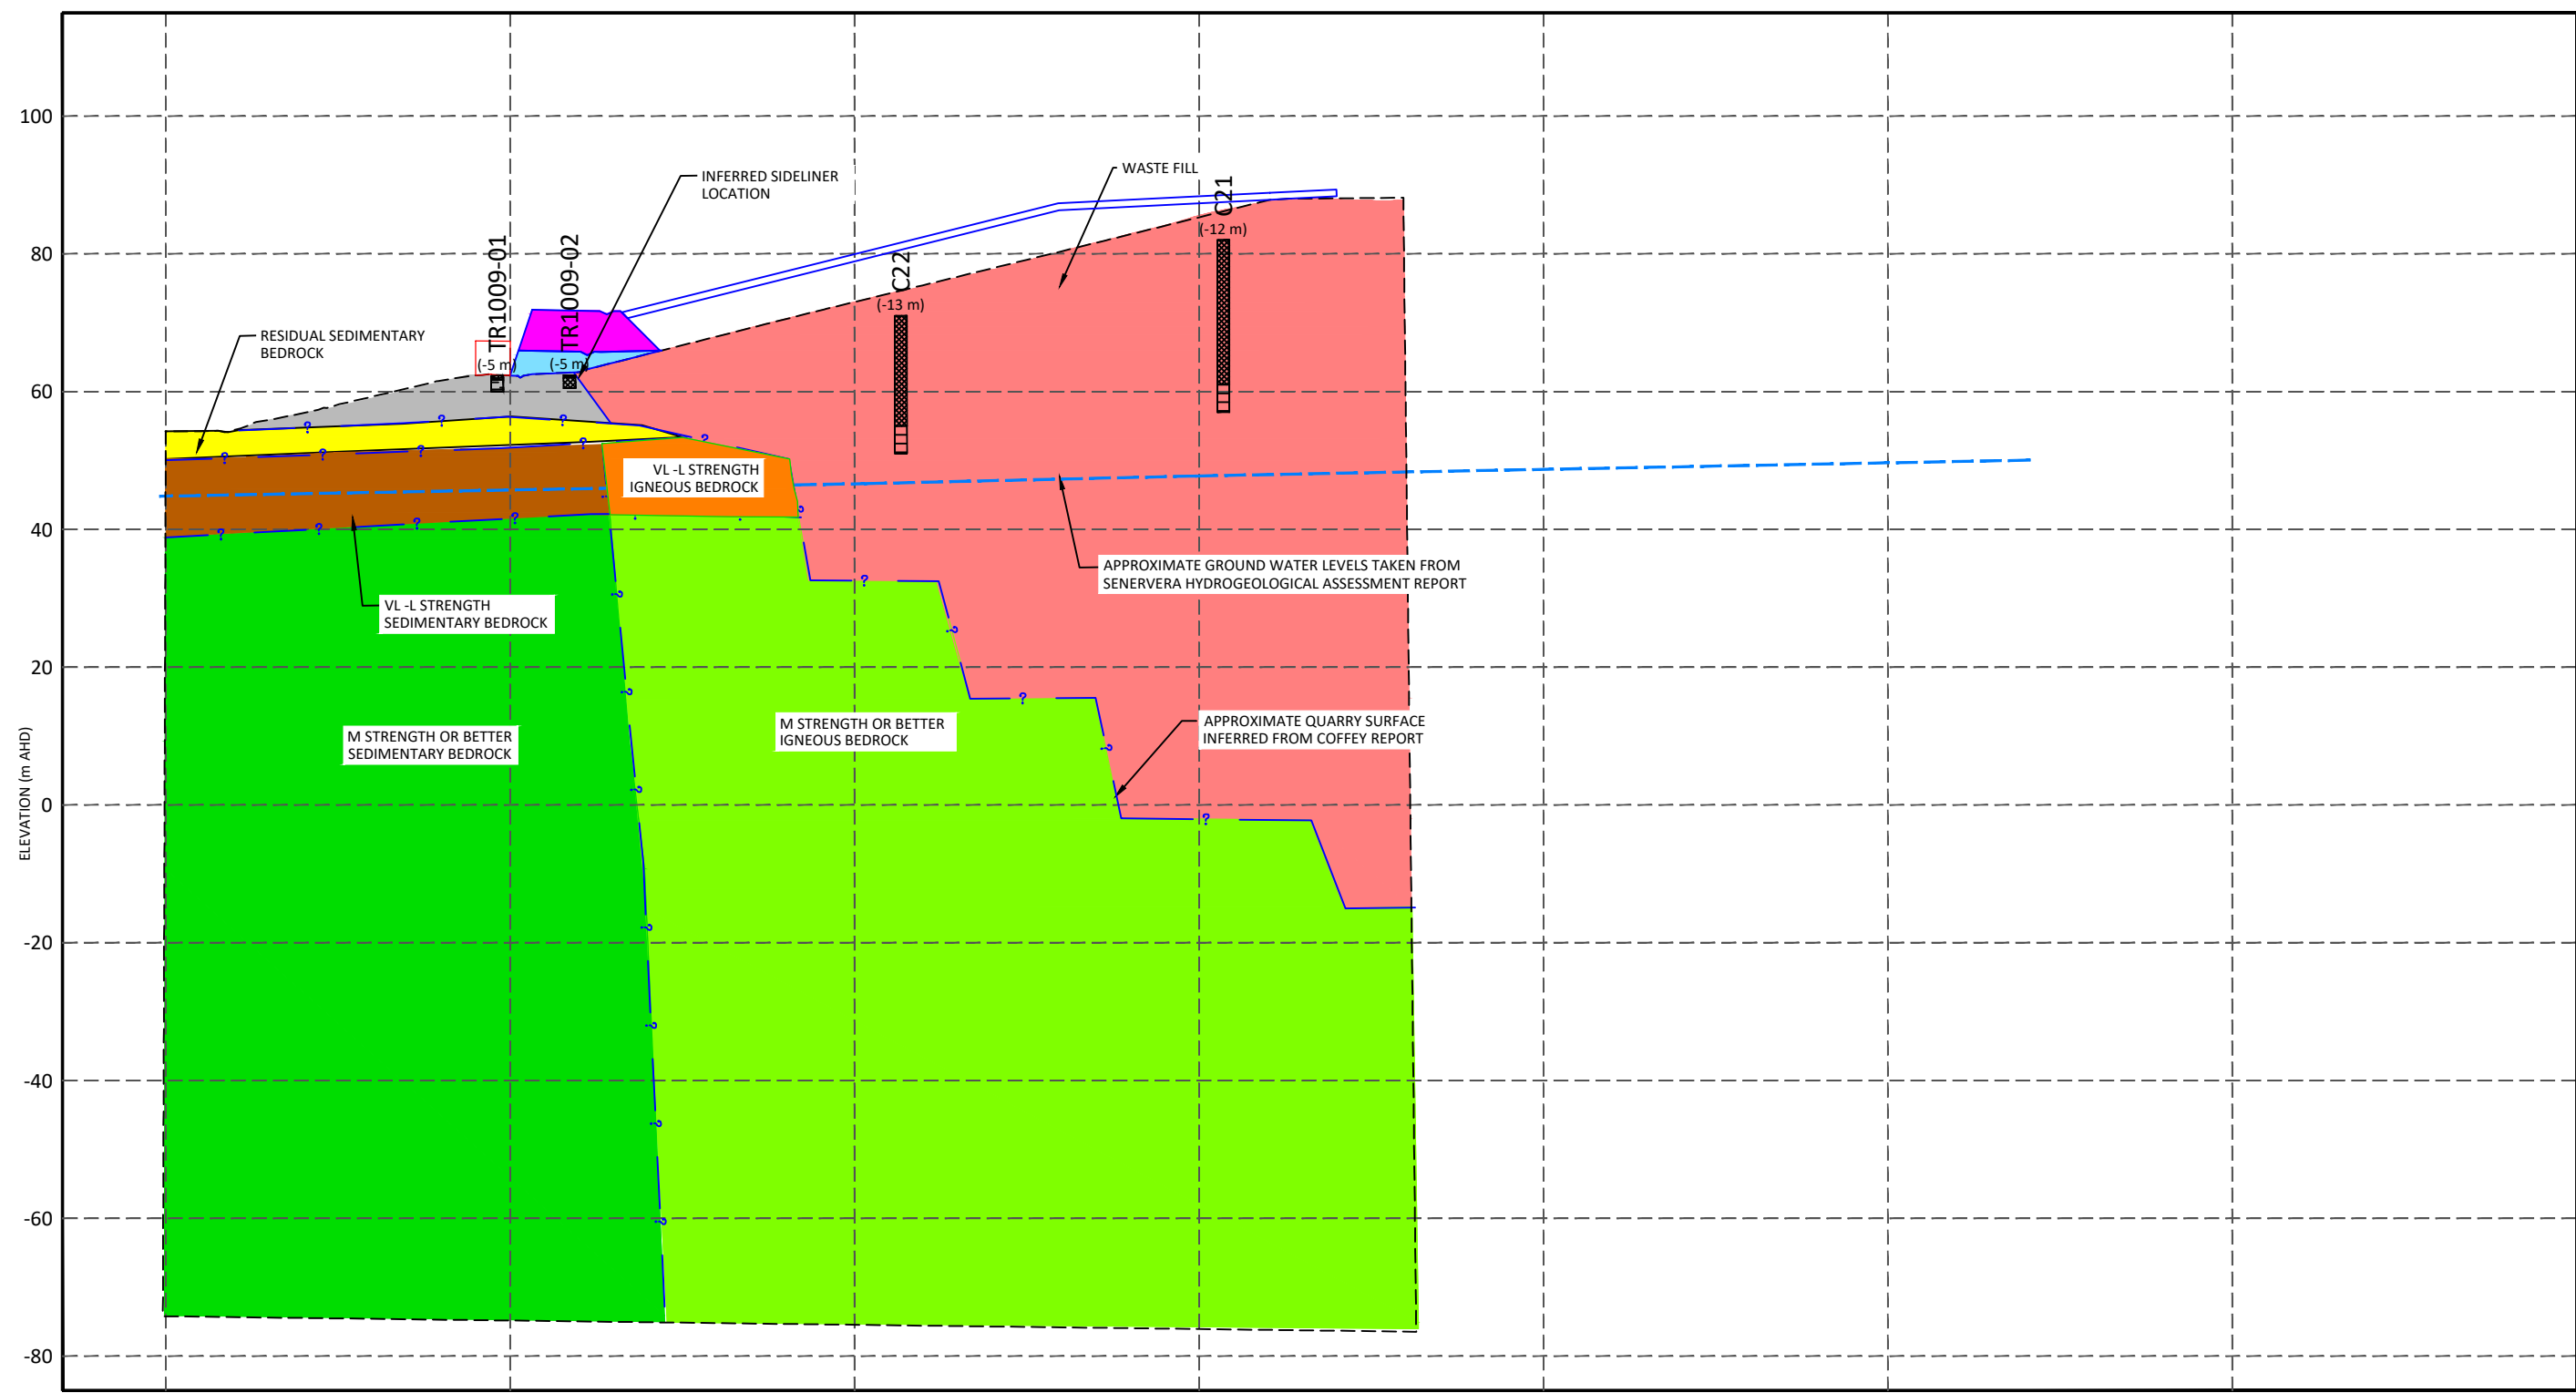 100
80
60
40
20
0
-20
-40
-60
-80
ELEVATION (m AHD)
RESIDUAL SEDIMENTARY
BEDROCK
TR1009-01
(-5 m)
TR1009-02
(-5 m)
INFERRED SIDELINER
LOCATION
C22
(-13 m)
WASTE FILL
C21
(-12 m)
VL -L STRENGTH
IGNEOUS BEDROCK
VL -L STRENGTH
SEDIMENTARY BEDROCK
APPROXIMATE GROUND WATER LEVELS TAKEN FROM
SENERVERA HYDROGEOLOGICAL ASSESSMENT REPORT
M STRENGTH OR BETTER
SEDIMENTARY BEDROCK
M STRENGTH OR BETTER
IGNEOUS BEDROCK
APPROXIMATE QUARRY SURFACE
INFERRED FROM COFFEY REPORT